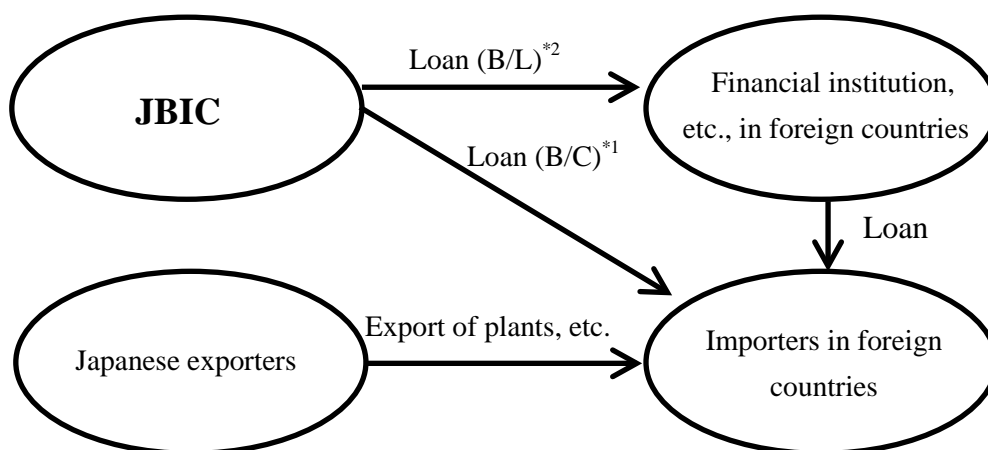 Loan (B/L)*2
JBIC
Financial institution,
etc., in foreign countries
Loan (B/C)*1
Loan
Export of plants, etc.
Japanese exporters
Importers in foreign
countries